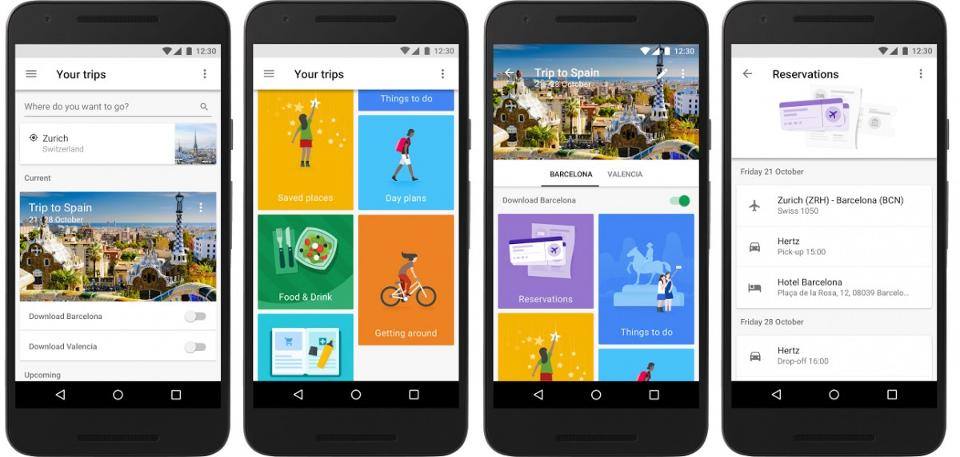 12:30
Your trips
Where do you want to go?
Zurich
Switzerland
Current
Trip to Spain
21 - 28 October
Download Barcelona
Download Valencia
Upcoming
12:30
Your trips
Things to do
Saved places
Day plans
Food & Drink
Getting around
12:30
Trip to Spain
21 - 28 October
BARCELONA
VALENCIA
Download Barcelona
Reservations
Things to do
12:30
Reservations
Friday 21 October
Zurich (ZRH) - Barcelona (BCN)
Swiss 1050
Hertz
Pick-up 15:00
Hotel Barcelona
Plaça de la Rosa, 12, 08039 Barcelo...
Friday 28 October
Hertz
Drop-off 16:00